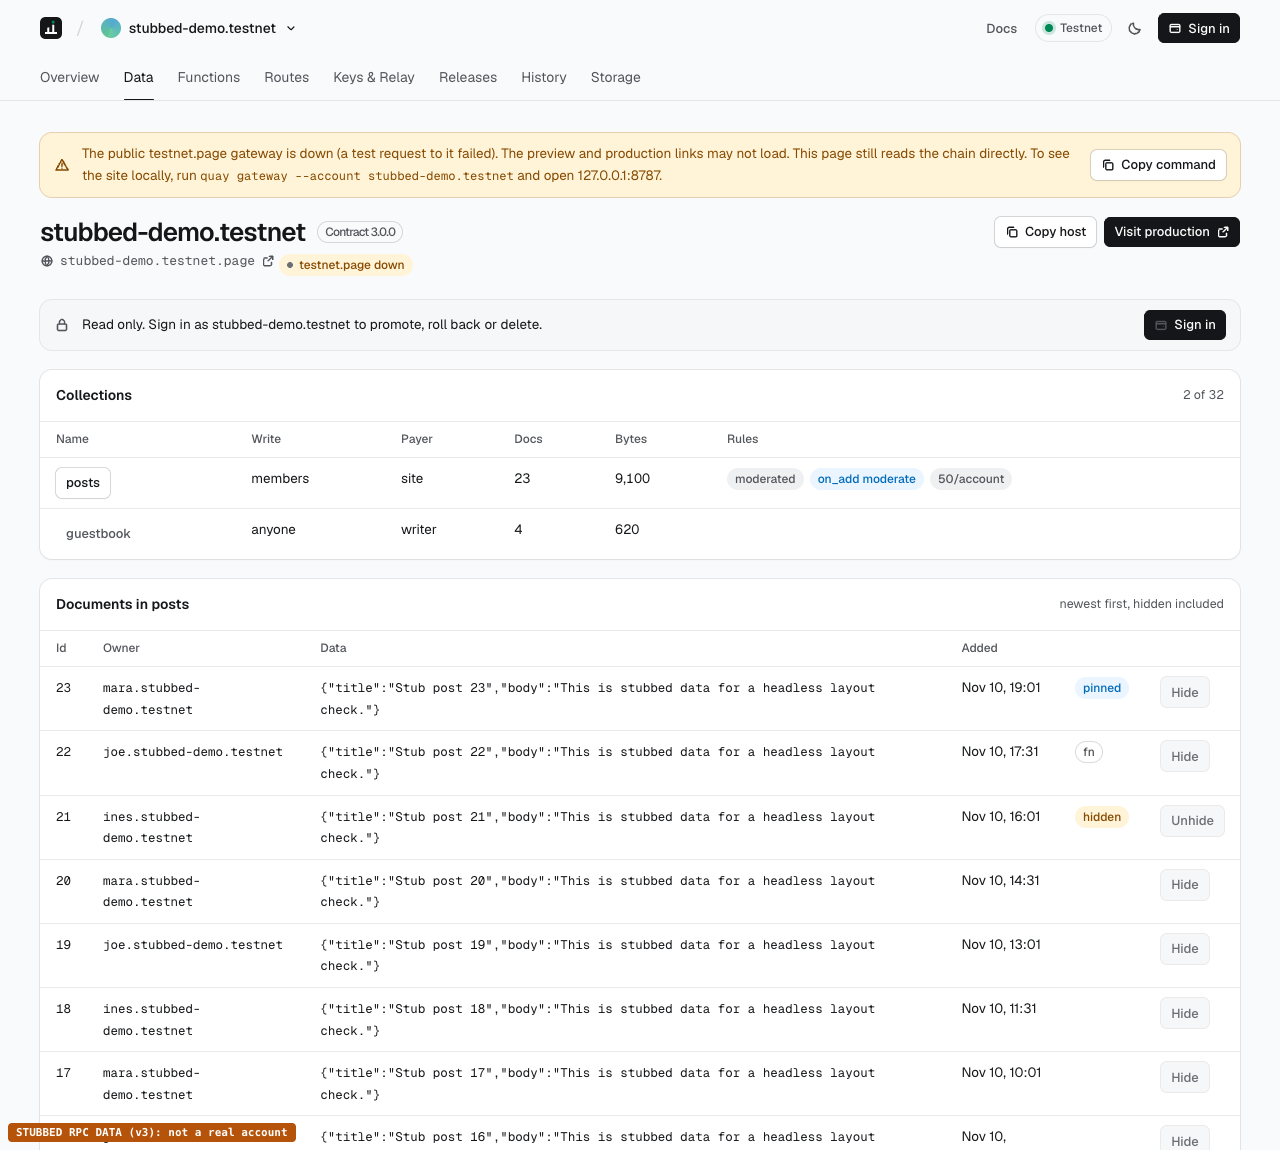 / stubbed-demo.testnet Docs Testnet Sign in
Overview Data Functions Routes Keys & Relay Releases History Storage
The public testnet.page gateway is down (a test request to it failed). The preview and production links may not load. This page still reads the chain directly. To see
the site locally, run quay gateway --account stubbed-demo.testnet and open 127.0.0.1:8787.
Copy command
stubbed-demo.testnet Contract 3.0.0 Copy host Visit production
stubbed-demo.testnet.page testnet.page down
Read only. Sign in as stubbed-demo.testnet to promote, roll back or delete. Sign in
Collections 2 of 32
Name Write Payer Docs Bytes Rules
posts members site 23 9,100 moderated on_add moderate 50/account
guestbook anyone writer 4 620
Documents in posts newest first, hidden included
Id Owner Data Added
23 mara.stubbed- {"title":"Stub post 23","body":"This is stubbed data for a headless layout Nov 10, 19:01 pinned Hide
demo.testnet check."}
22 joe.stubbed-demo.testnet {"title":"Stub post 22","body":"This is stubbed data for a headless layout Nov 10, 17:31 fn Hide
check."}
21 ines.stubbed- {"title":"Stub post 21","body":"This is stubbed data for a headless layout Nov 10, 16:01 hidden Unhide
demo.testnet check."}
20 mara.stubbed- {"title":"Stub post 20","body":"This is stubbed data for a headless layout Nov 10, 14:31 Hide
demo.testnet check."}
19 joe.stubbed-demo.testnet {"title":"Stub post 19","body":"This is stubbed data for a headless layout Nov 10, 13:01 Hide
check."}
18 ines.stubbed- {"title":"Stub post 18","body":"This is stubbed data for a headless layout Nov 10, 11:31 Hide
demo.testnet check."}
17 mara.stubbed- {"title":"Stub post 17","body":"This is stubbed data for a headless layout Nov 10, 10:01 Hide
demo.testnet check."}
{"title":"Stub post 16","body":"This is stubbed data for a headless layout Nov 10, Hide
STUBBED RPC DATA (v3): not a real account